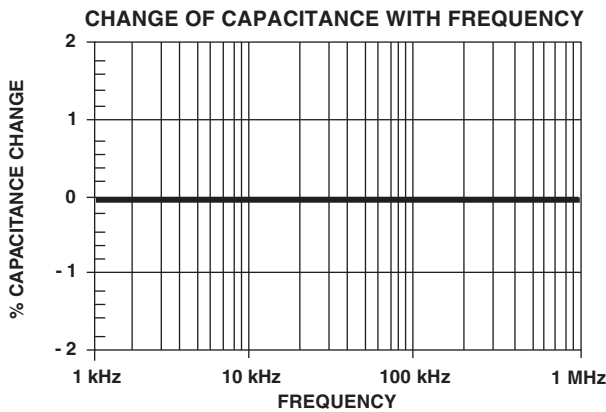 CHANGE OF CAPACITANCE WITH FREQUENCY
2
1
0
- 1
- 2
% CAPACITANCE CHANGE
1 kHz 10 kHz 100 kHz 1 MHz
FREQUENCY